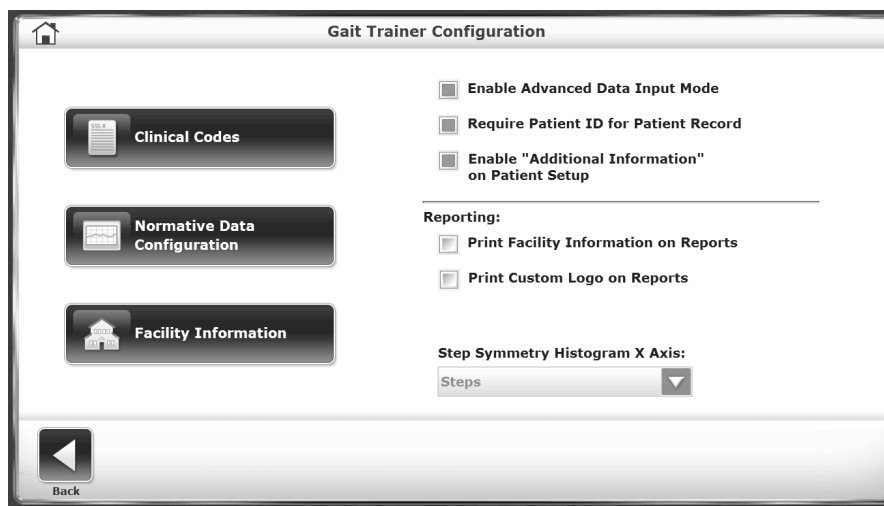 Gait Trainer Configuration
Clinical Codes
Normative Data
Configuration
Facility Information
Enable Advanced Data Input Mode
Require Patient ID for Patient Record
Enable "Additional Information"
on Patient Setup
Reporting:
Print Facility Information on Reports
Print Custom Logo on Reports
Step Symmetry Histogram X Axis:
Steps
Back